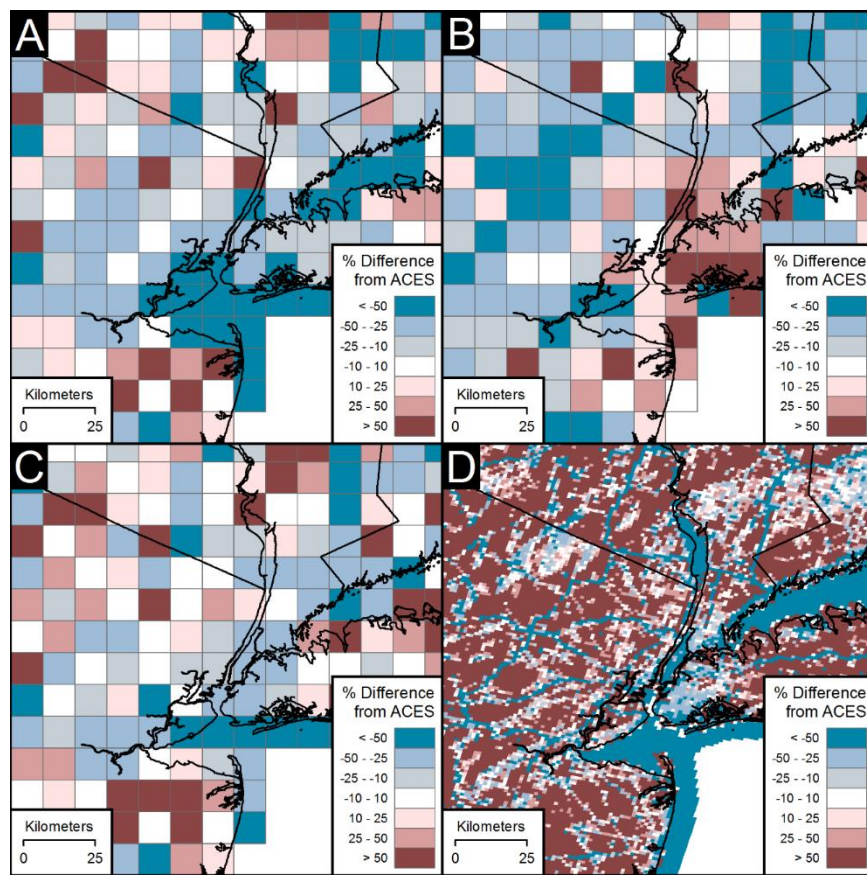 A
% Difference
from ACES
< -50
-50 - -25
-25 - -10
-10 - 10
10 - 25
25 - 50
> 50
Kilometers
0 25
B
% Difference
from ACES
< -50
-50 - -25
-25 - -10
-10 - 10
10 - 25
25 - 50
> 50
Kilometers
0 25
C
% Difference
from ACES
< -50
-50 - -25
-25 - -10
-10 - 10
10 - 25
25 - 50
> 50
Kilometers
0 25
D
% Difference
from ACES
< -50
-50 - -25
-25 - -10
-10 - 10
10 - 25
25 - 50
> 50
Kilometers
0 25